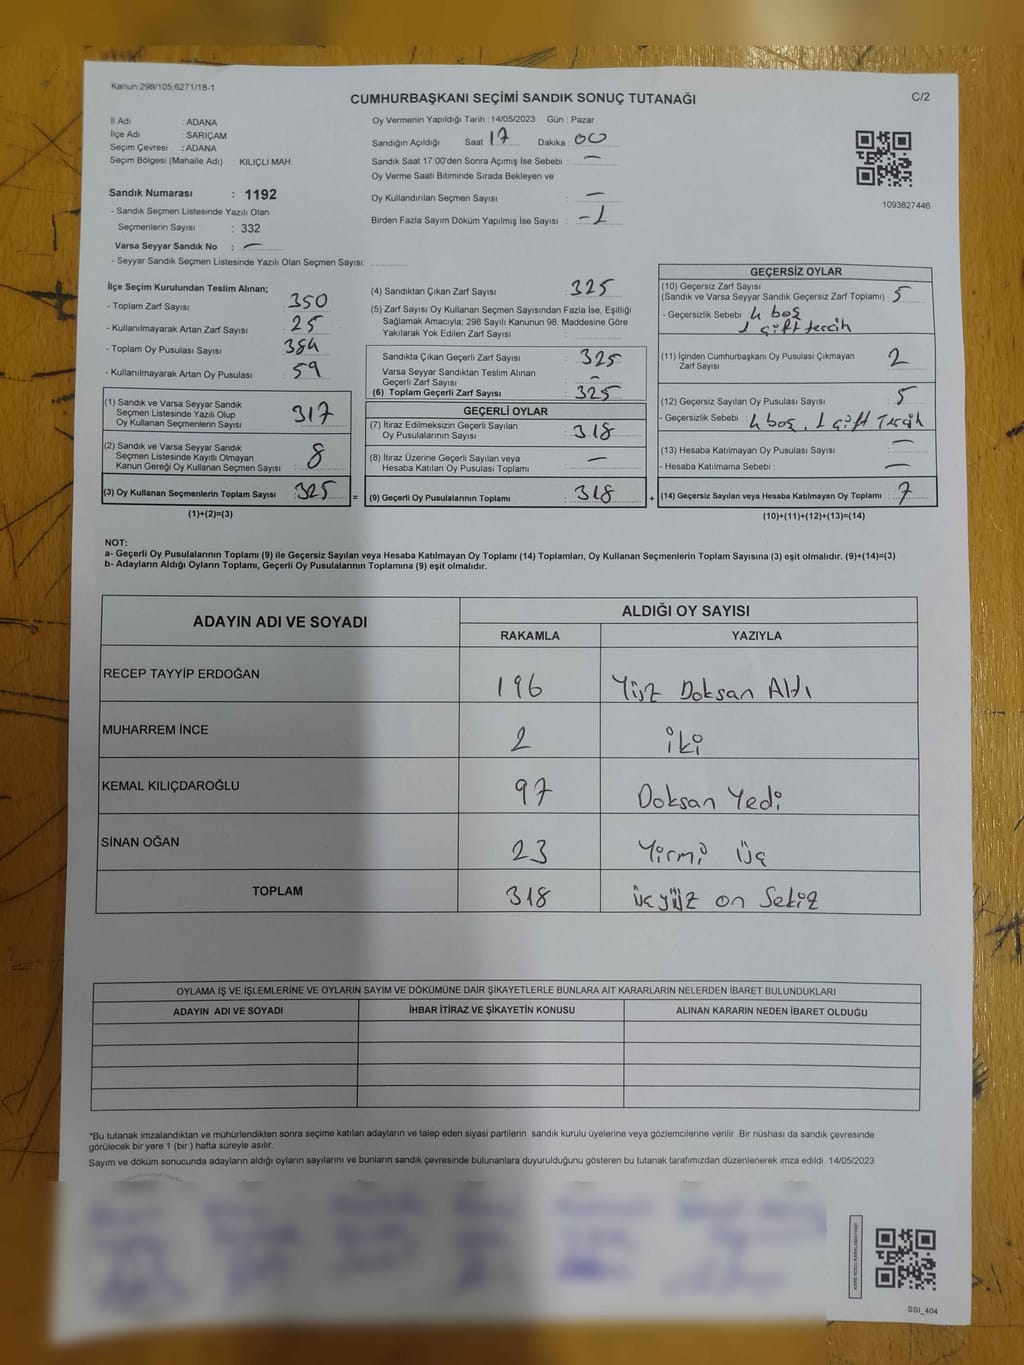 Kanun;298/105;6271/18-1
CUMHURBAŞKANI SEÇİMİ SANDIK SONUÇ TUTANAĞI
C/2
İl Adı : ADANA
İlçe Adı : SARIÇAM
Seçim Çevresi : ADANA
Seçim Bölgesi (Mahalle Adı) : KILIÇLI MAH.
Sandık Numarası : 1192
- Sandık Seçmen Listesinde Yazılı Olan
Seçmenlerin Sayısı : 332
Varsa Seyyar Sandık No : —
- Seyyar Sandık Seçmen Listesinde Yazılı Olan Seçmen Sayısı: ............
Oy Vermenin Yapıldığı Tarih : 14/05/2023 Gün : Pazar
Sandığın Açıldığı Saat 17 Dakika : 00
Sandık Saat 17:00'den Sonra Açımış İse Sebebi : —
Oy Verme Saati Bitiminde Sırada Bekleyen ve
Oy Kullandırılan Seçmen Sayısı : —
Birden Fazla Sayım Döküm Yapılmış İse Sayısı : -1
1093827446
İlçe Seçim Kurulundan Teslim Alınan;
- Toplam Zarf Sayısı : 350
- Kullanılmayarak Artan Zarf Sayısı : 25
- Toplam Oy Pusulası Sayısı : 384
- Kullanılmayarak Artan Oy Pusulası : 59
(1) Sandık ve Varsa Seyyar Sandık
Seçmen Listesinde Yazılı Olup
Oy Kullanan Seçmenlerin Sayısı : 317
(2) Sandık ve Varsa Seyyar Sandık
Seçmen Listesinde Kayıtlı Olmayan
Kanun Gereği Oy Kullanan Seçmen Sayısı : 8
(3) Oy Kullanan Seçmenlerin Toplam Sayısı : 325
(1)+(2)=(3)
(4) Sandıktan Çıkan Zarf Sayısı : 325
(5) Zarf Sayısı Oy Kullanan Seçmen Sayısından Fazla İse, Eşitliği
Sağlamak Amacıyla; 298 Sayılı Kanunun 98. Maddesine Göre
Yakılarak Yok Edilen Zarf Sayısı :
Sandıkta Çıkan Geçerli Zarf Sayısı : 325
Varsa Seyyar Sandıktan Teslim Alınan
Geçerli Zarf Sayısı : —
(6) Toplam Geçerli Zarf Sayısı : 325
GEÇERLİ OYLAR
(7) İtiraz Edilmeksizin Geçerli Sayılan
Oy Pusulalarının Sayısı : 318
(8) İtiraz Üzerine Geçerli Sayılan veya
Hesaba Katılan Oy Pusulası Toplamı : —
= (9) Geçerli Oy Pusulalarının Toplamı : 318 +
GEÇERSİZ OYLAR
(10) Geçersiz Zarf Sayısı
(Sandık ve Varsa Seyyar Sandık Geçersiz Zarf Toplamı) : 5
- Geçersizlik Sebebi : 4 boş
1 çift tercih
(11) İçinden Cumhurbaşkanı Oy Pusulası Çıkmayan
Zarf Sayısı : 2
(12) Geçersiz Sayılan Oy Pusulası Sayısı : 5
- Geçersizlik Sebebi : 4 boş, 1 çift Tercih
(13) Hesaba Katılmayan Oy Pusulası Sayısı : —
- Hesaba Katılmama Sebebi : —
(14) Geçersiz Sayılan veya Hesaba Katılmayan Oy Toplamı : 7
(10)+(11)+(12)+(13)=(14)
NOT:
a- Geçerli Oy Pusulalarının Toplamı (9) ile Geçersiz Sayılan veya Hesaba Katılmayan Oy Toplamı (14) Toplamları, Oy Kullanan Seçmenlerin Toplam Sayısına (3) eşit olmalıdır. (9)+(14)=(3)
b- Adayların Aldığı Oyların Toplamı, Geçerli Oy Pusulalarının Toplamına (9) eşit olmalıdır.
ADAYIN ADI VE SOYADI
ALDIĞI OY SAYISI
RAKAMLA YAZIYLA
RECEP TAYYİP ERDOĞAN 196 Yüz Doksan Altı
MUHARREM İNCE 2 iki
KEMAL KILIÇDAROĞLU 97 Doksan Yedi
SİNAN OĞAN 23 Yirmi Üç
TOPLAM 318 üçyüz on Sekiz
OYLAMA İŞ VE İŞLEMLERİNE VE OYLARIN SAYIM VE DÖKÜMÜNE DAİR ŞİKAYETLERLE BUNLARA AİT KARARLARIN NELERDEN İBARET BULUNDUKLARI
ADAYIN ADI VE SOYADI İHBAR İTİRAZ VE ŞİKAYETİN KONUSU ALINAN KARARIN NEDEN İBARET OLDUĞU
*Bu tutanak imzalandıktan ve mühürlendikten sonra seçime katılan adayların ve talep eden siyasi partilerin sandık kurulu üyelerine veya gözlemcilerine verilir .Bir nüshası da sandık çevresinde
görülecek bir yere 1 (bir ) hafta süreyle asılır.
Sayım ve döküm sonucunda adayların aldığı oyların sayılarını ve bunların sandık çevresinde bulunanlara duyurulduğunu gösteren bu tutanak tarafımızdan düzenlenerek imza edildi. 14/05/2023
KARE KODU KARALAMAYINIZ!
SSI_404